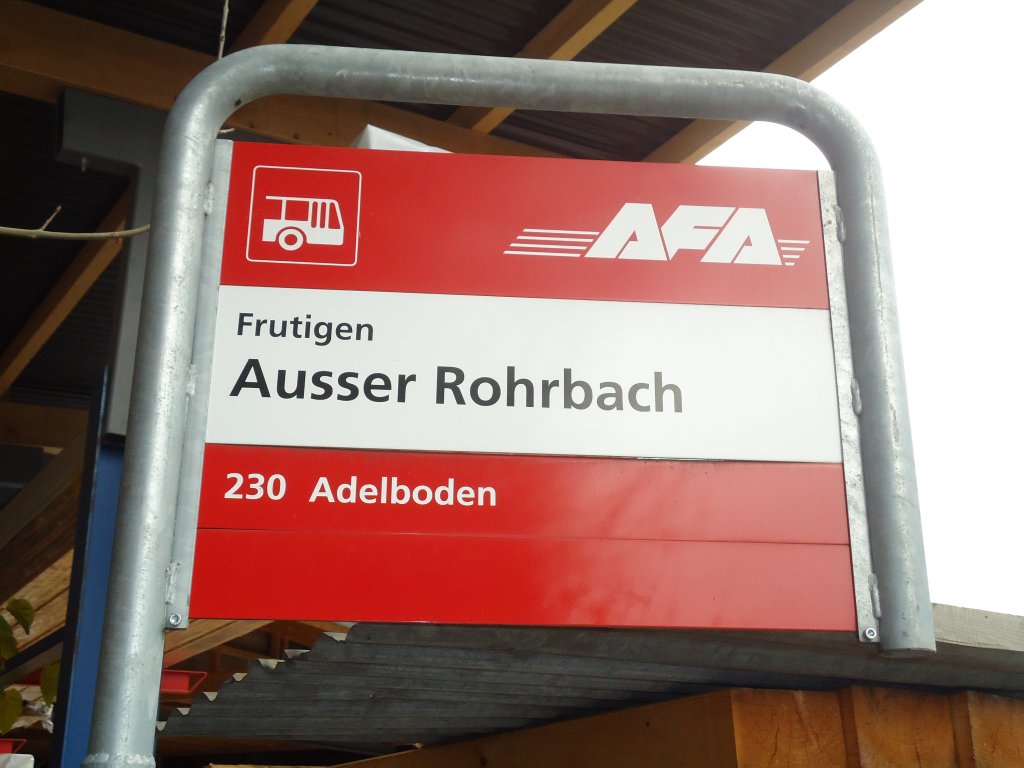 AFA
Frutigen
Ausser Rohrbach
230 Adelboden